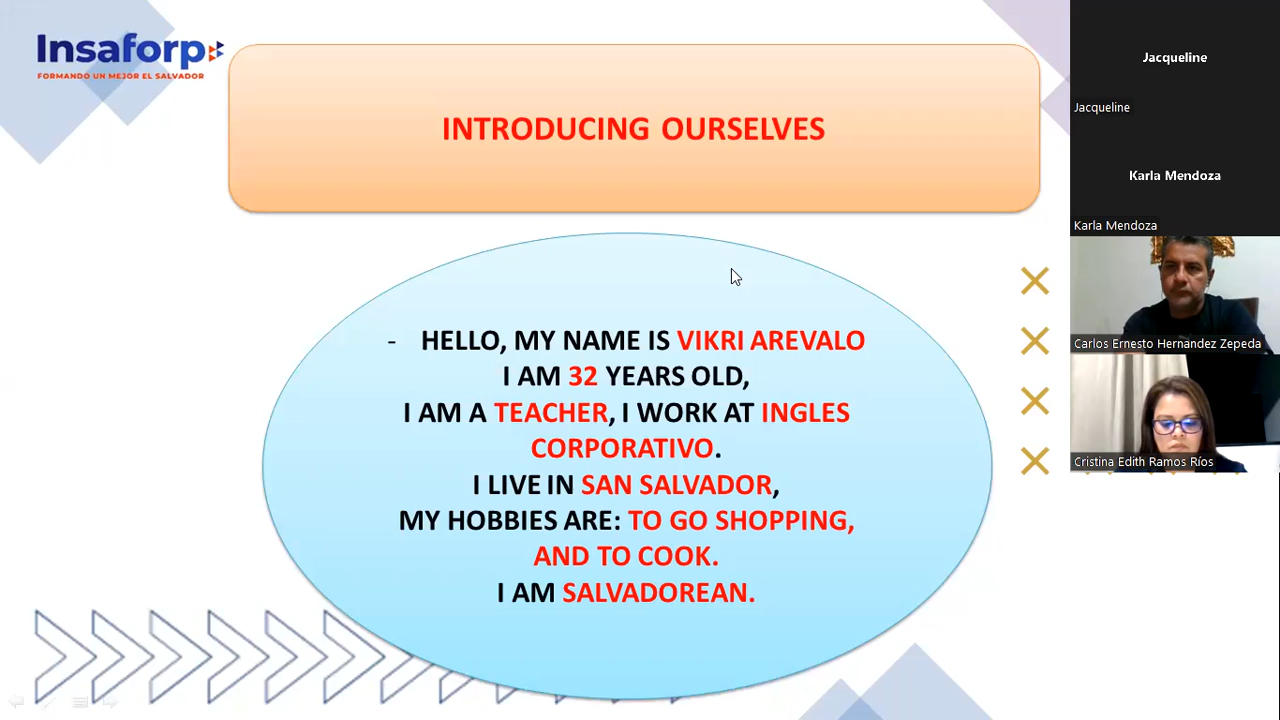 Insaforp
FORMANDO UN MEJOR EL SALVADOR
INTRODUCING OURSELVES
- HELLO, MY NAME IS VIKRI AREVALO
I AM 32 YEARS OLD,
I AM A TEACHER, I WORK AT INGLES
CORPORATIVO.
I LIVE IN SAN SALVADOR,
MY HOBBIES ARE: TO GO SHOPPING,
AND TO COOK.
I AM SALVADOREAN.
Jacqueline
Jacqueline
Karla Mendoza
Karla Mendoza
Carlos Ernesto Hernández Zepeda
Cristina Edith Ramos Ríos